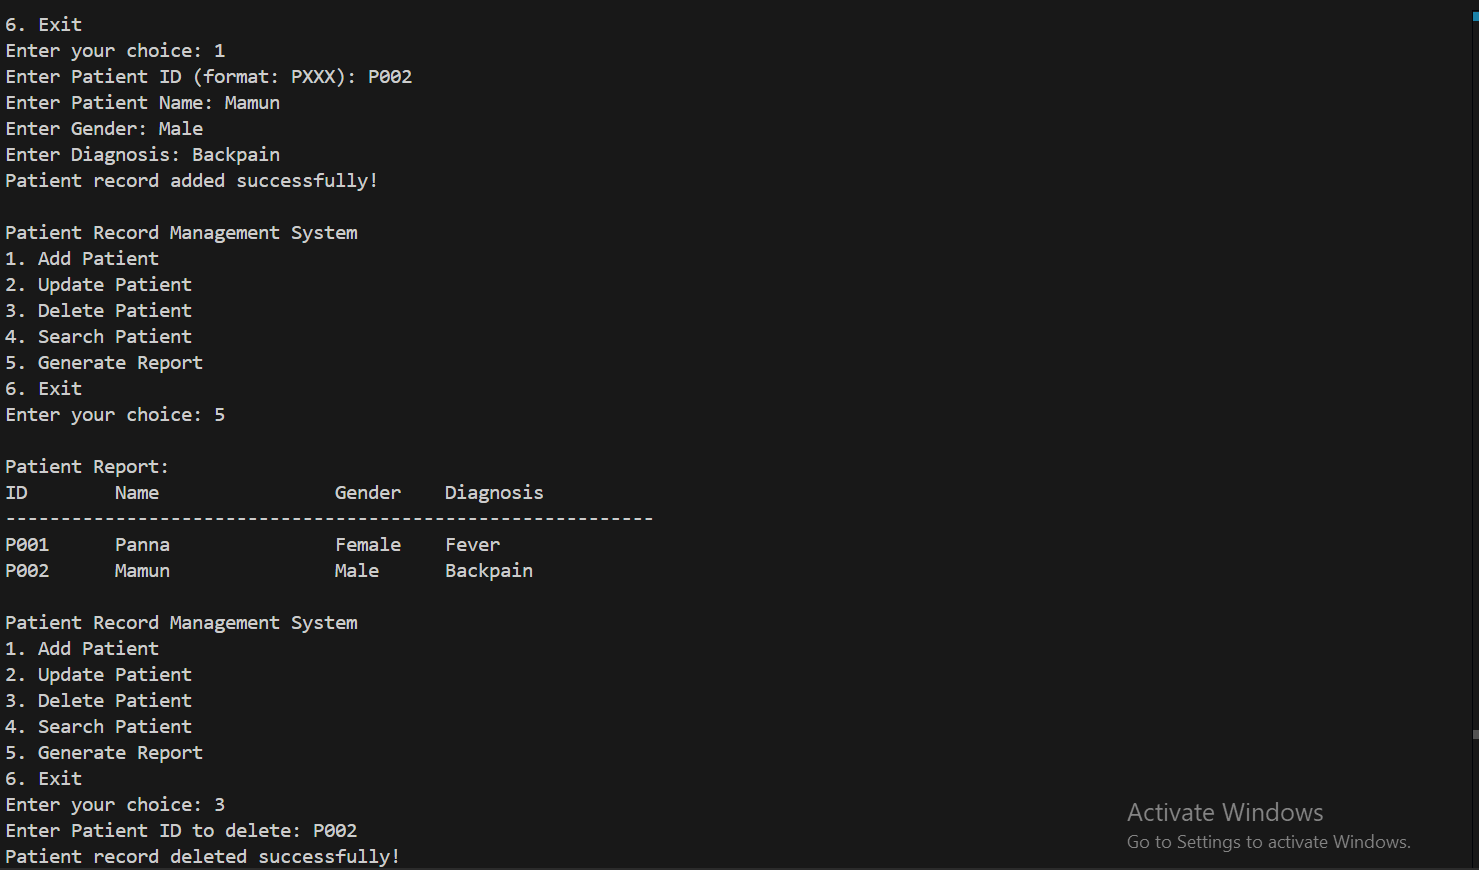 6. Exit
Enter your choice: 1
Enter Patient ID (format: PXXX): P002
Enter Patient Name: Mamun
Enter Gender: Male
Enter Diagnosis: Backpain
Patient record added successfully!

Patient Record Management System
1. Add Patient
2. Update Patient
3. Delete Patient
4. Search Patient
5. Generate Report
6. Exit
Enter your choice: 5

Patient Report:
ID        Name                Gender    Diagnosis
-----------------------------------------------------------
P001      Panna               Female    Fever
P002      Mamun               Male      Backpain

Patient Record Management System
1. Add Patient
2. Update Patient
3. Delete Patient
4. Search Patient
5. Generate Report
6. Exit
Enter your choice: 3
Enter Patient ID to delete: P002
Patient record deleted successfully!
Activate Windows
Go to Settings to activate Windows.